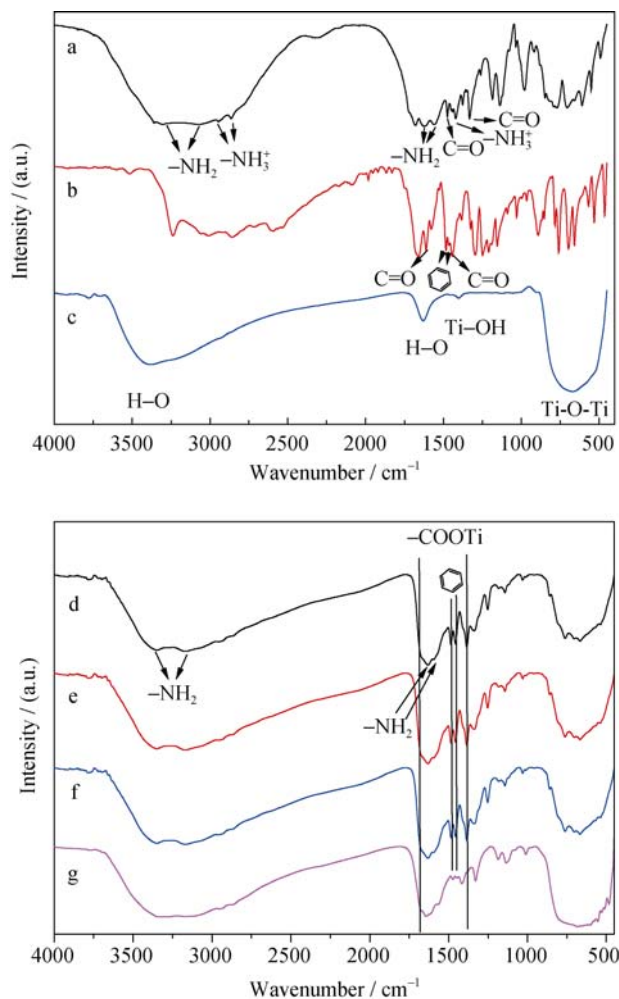 a
−NH₂
−NH₃⁺
−NH₂
C=O
−NH₃⁺
C=O
b
C=O
C=O
c
H−O
H−O
Ti−OH
Ti-O-Ti
Intensity / (a.u.)
4000 3500 3000 2500 2000 1500 1000 500
Wavenumber / cm⁻¹
−COOTi
d
−NH₂
−NH₂
e
f
g
Intensity / (a.u.)
4000 3500 3000 2500 2000 1500 1000 500
Wavenumber / cm⁻¹